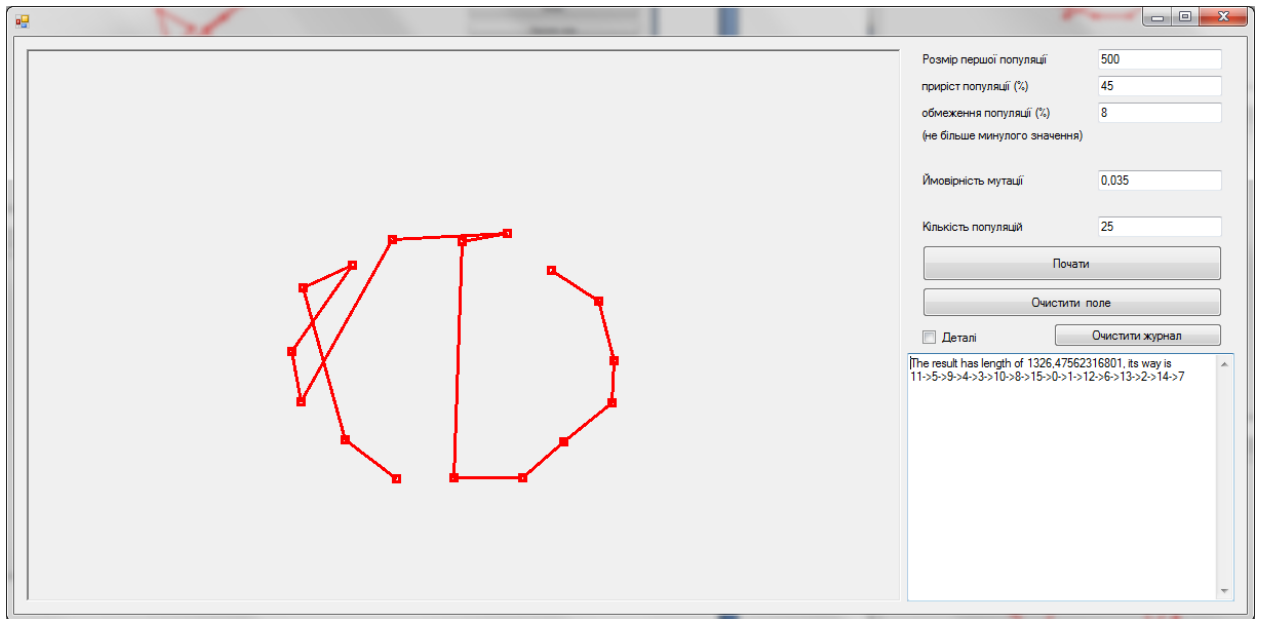 Розмір першої популяції 500
приріст популяції (%) 45
обмеження популяції (%) 8
(не більше минулого значення)
Ймовірність мутації 0,035
Кількість популяцій 25
Почати
Очистити поле
Деталі Очистити журнал
The result has length of 1326,47562316801, its way is
11->5->9->4->3->10->8->15->0->1->12->6->13->2->14->7